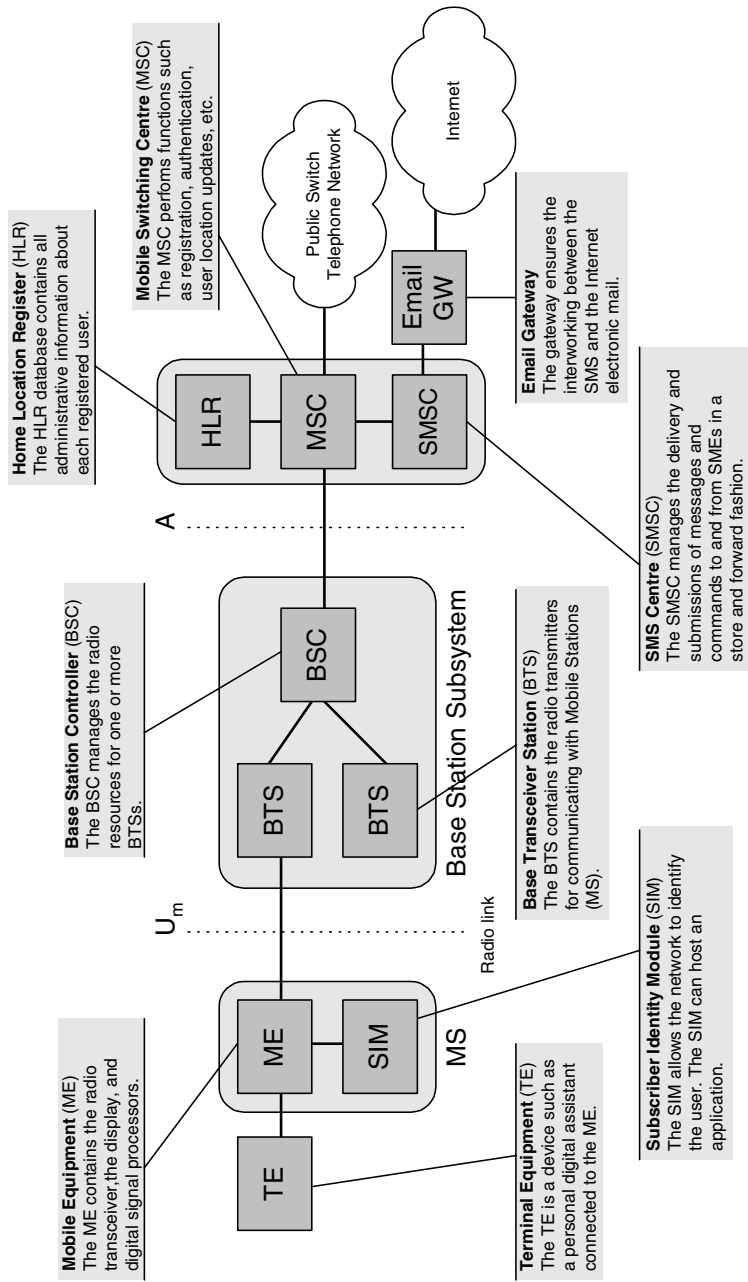 Mobile Equipment (ME)
The ME contains the radio
transceiver,the display, and
digital signal processors.
Base Station Controller (BSC)
The BSC manages the radio
resources for one or more
BTSs.
Home Location Register (HLR)
The HLR database contains all
administrative information about
each registered user.
Mobile Switching Centre (MSC)
The MSC perfoms functions such
as registration, authentication,
user location updates, etc.
Um
A
TE
ME
SIM
MS
BTS
BTS
BSC
Base Station Subsystem
HLR
MSC
SMSC
Email
GW
Public Switch
Telephone Network
Internet
Radio link
Terminal Equipment (TE)
The TE is a device such as
a personal digital assistant
connected to the ME.
Base Transceiver Station (BTS)
The BTS contains the radio transmitters
for communicating with Mobile Stations
(MS).
Email Gateway
The gateway ensures the
interworking between the
SMS and the Internet
electronic mail.
Subscriber Identity Module (SIM)
The SIM allows the network to identify
the user. The SIM can host an
application.
SMS Centre (SMSC)
The SMSC manages the delivery and
submissions of messages and
commands to and from SMEs in a
store and forward fashion.